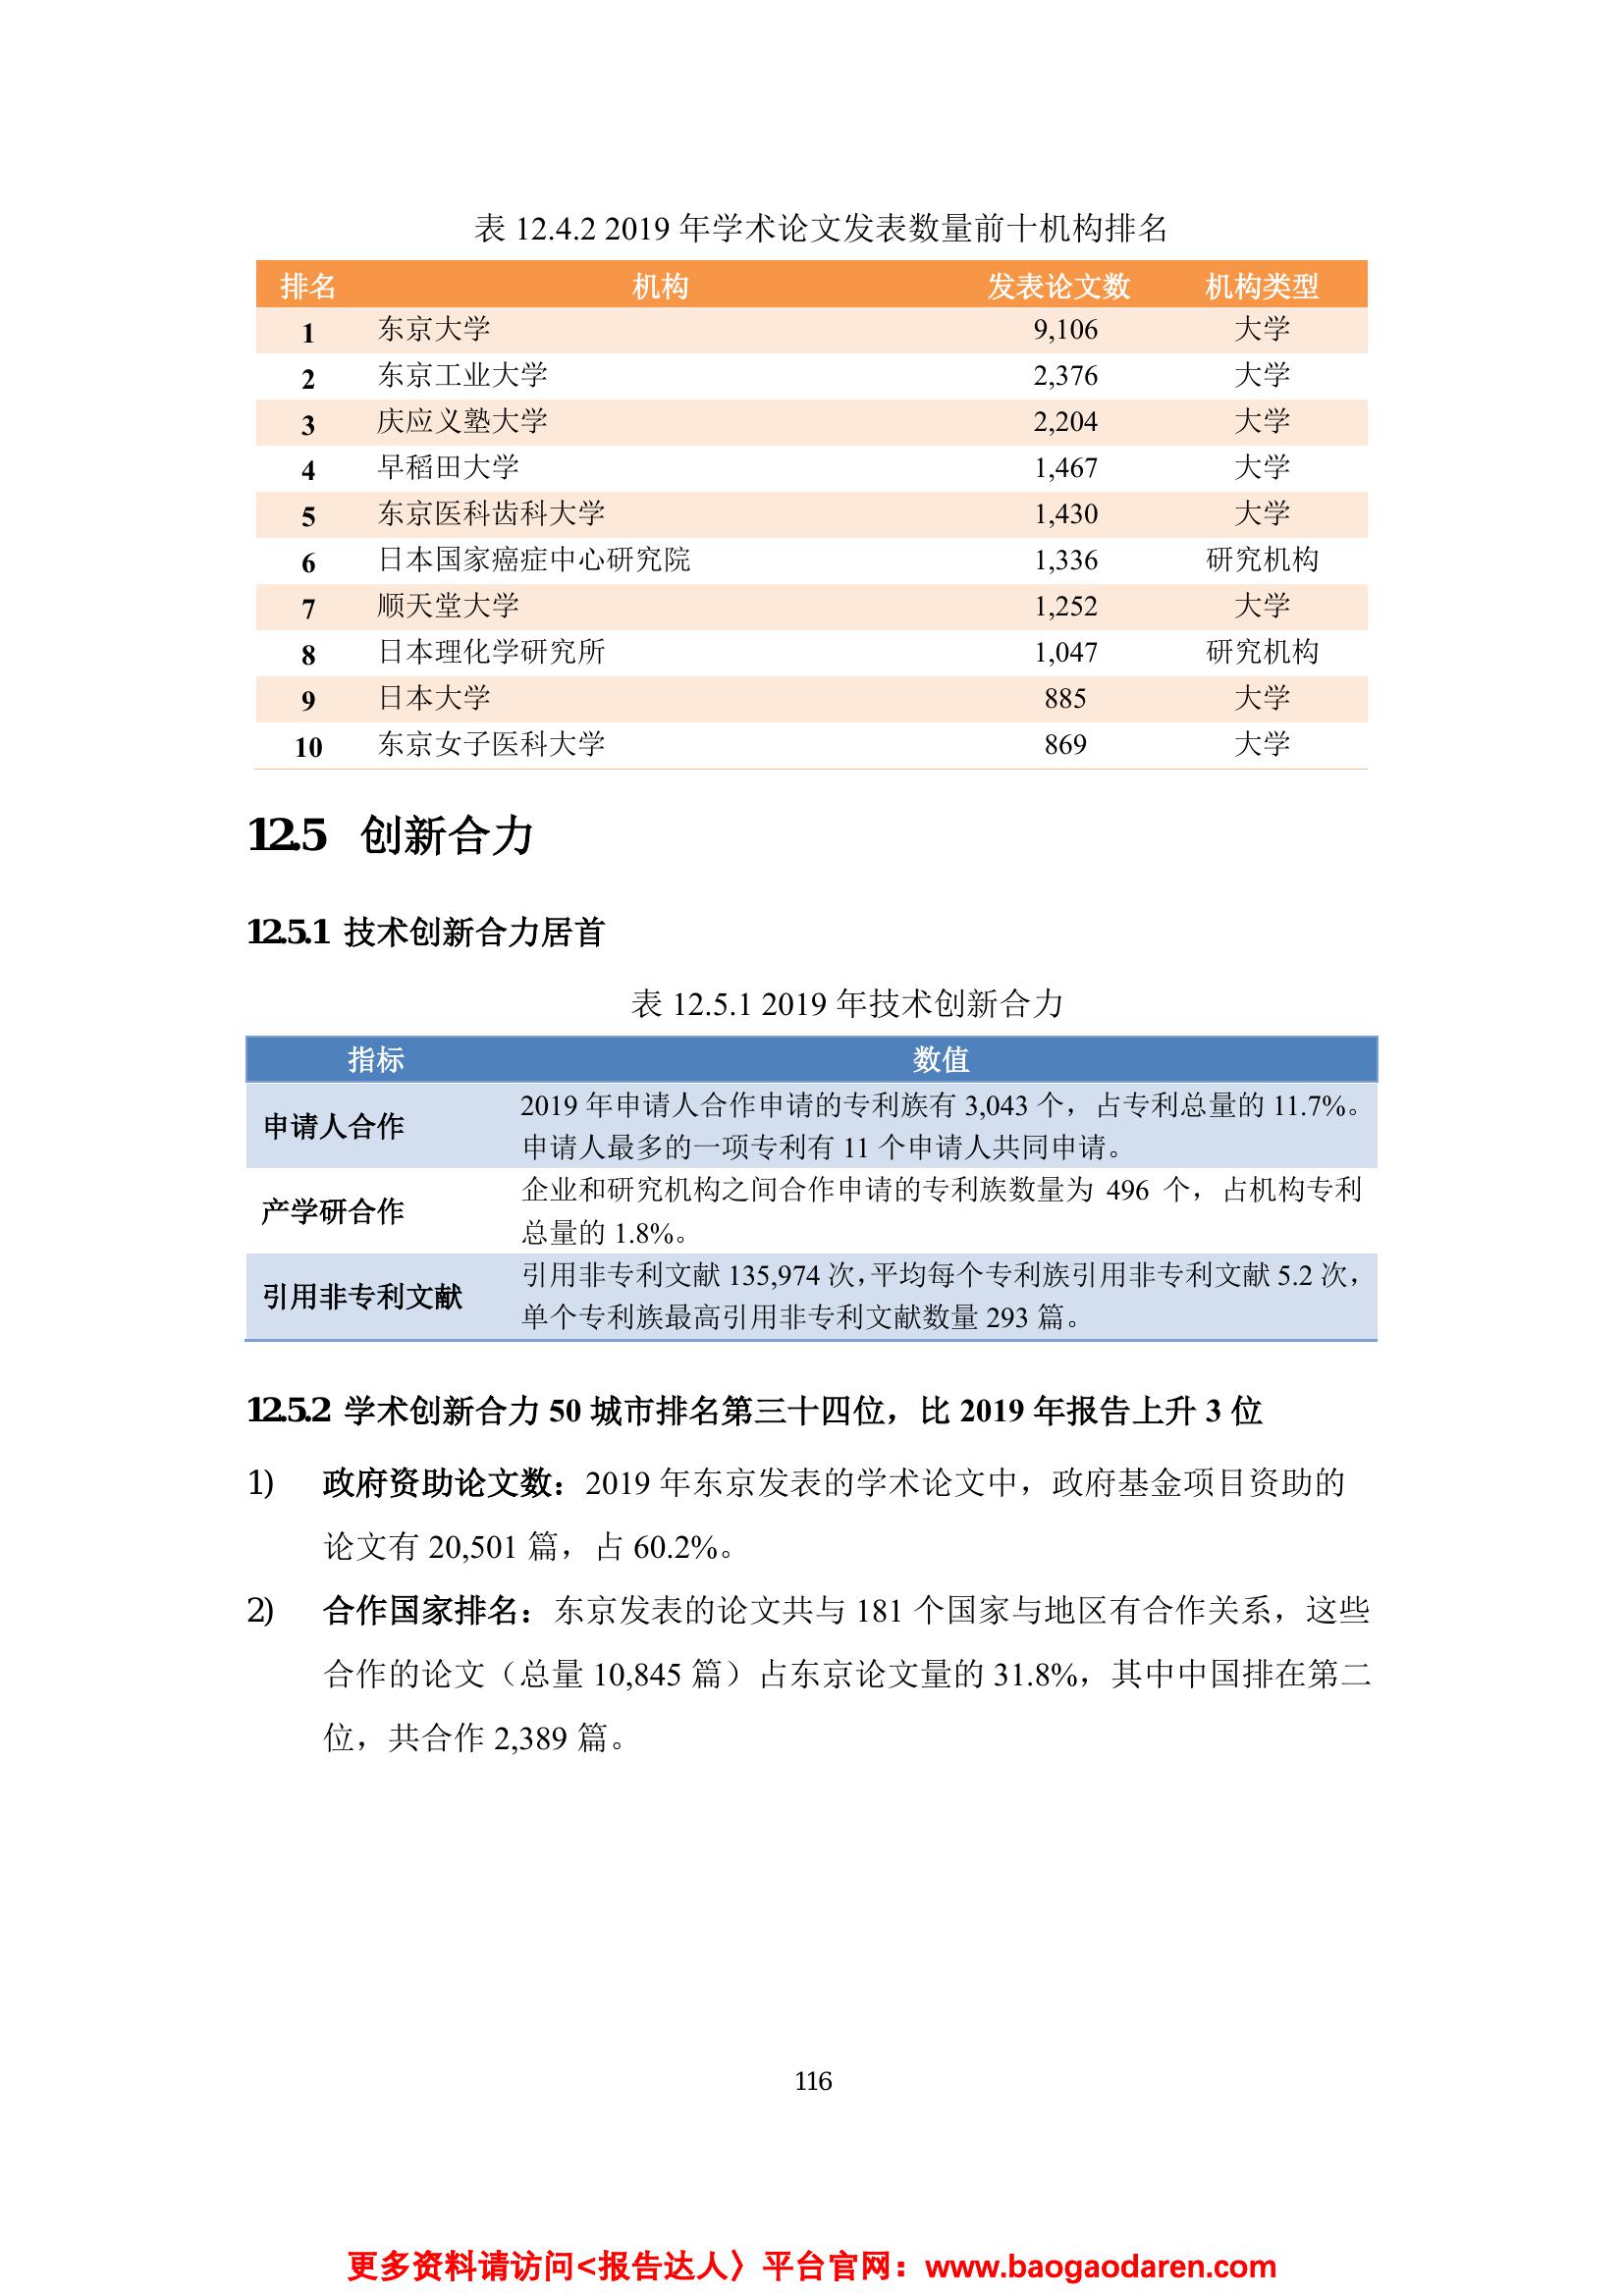 表 12.4.2 2019 年学术论文发表数量前十机构排名
排名 机构 发表论文数 机构类型
1 东京大学 9,106 大学
2 东京工业大学 2,376 大学
3 庆应义塾大学 2,204 大学
4 早稻田大学 1,467 大学
5 东京医科齿科大学 1,430 大学
6 日本国家癌症中心研究院 1,336 研究机构
7 顺天堂大学 1,252 大学
8 日本理化学研究所 1,047 研究机构
9 日本大学 885 大学
10 东京女子医科大学 869 大学
12.5 创新合力
12.5.1 技术创新合力居首
表 12.5.1 2019 年技术创新合力
指标 数值
申请人合作 2019 年申请人合作申请的专利族有 3,043 个，占专利总量的 11.7%。
申请人最多的一项专利有 11 个申请人共同申请。
产学研合作 企业和研究机构之间合作申请的专利族数量为 496 个，占机构专利
总量的 1.8%。
引用非专利文献 引用非专利文献 135,974 次，平均每个专利族引用非专利文献 5.2 次，
单个专利族最高引用非专利文献数量 293 篇。
12.5.2 学术创新合力 50 城市排名第三十四位，比 2019 年报告上升 3 位
1) 政府资助论文数：2019 年东京发表的学术论文中，政府基金项目资助的
论文有 20,501 篇，占 60.2%。
2) 合作国家排名：东京发表的论文共与 181 个国家与地区有合作关系，这些
合作的论文（总量 10,845 篇）占东京论文量的 31.8%，其中中国排在第二
位，共合作 2,389 篇。
116
更多资料请访问<报告达人〉平台官网：www.baogaodaren.com